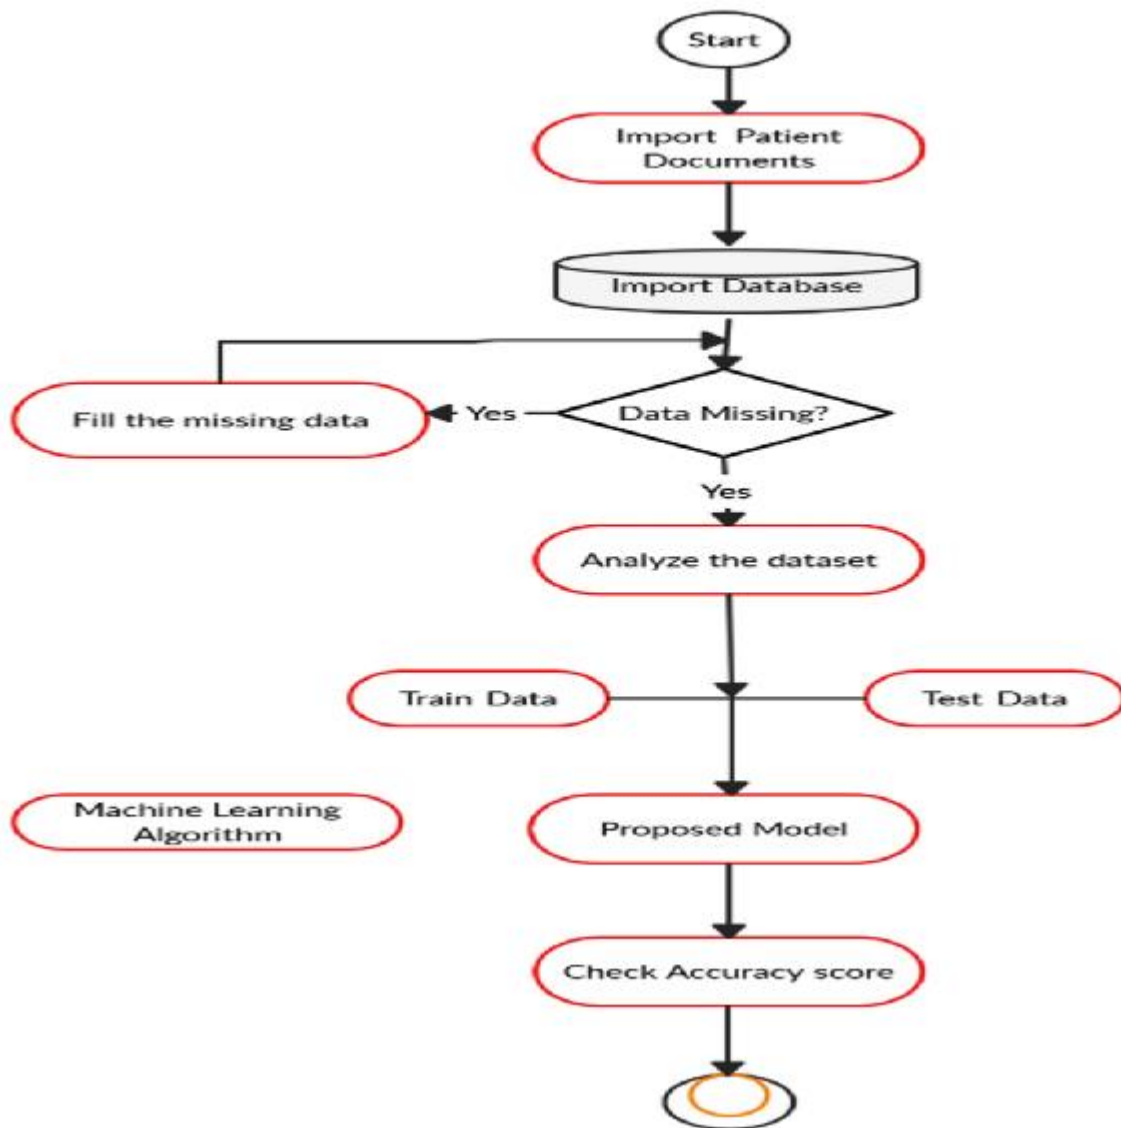 Start
Import Patient
Documents
Import Database
Fill the missing data
Yes
Data Missing?
Yes
Analyze the dataset
Train Data
Test Data
Machine Learning
Algorithm
Proposed Model
Check Accuracy score